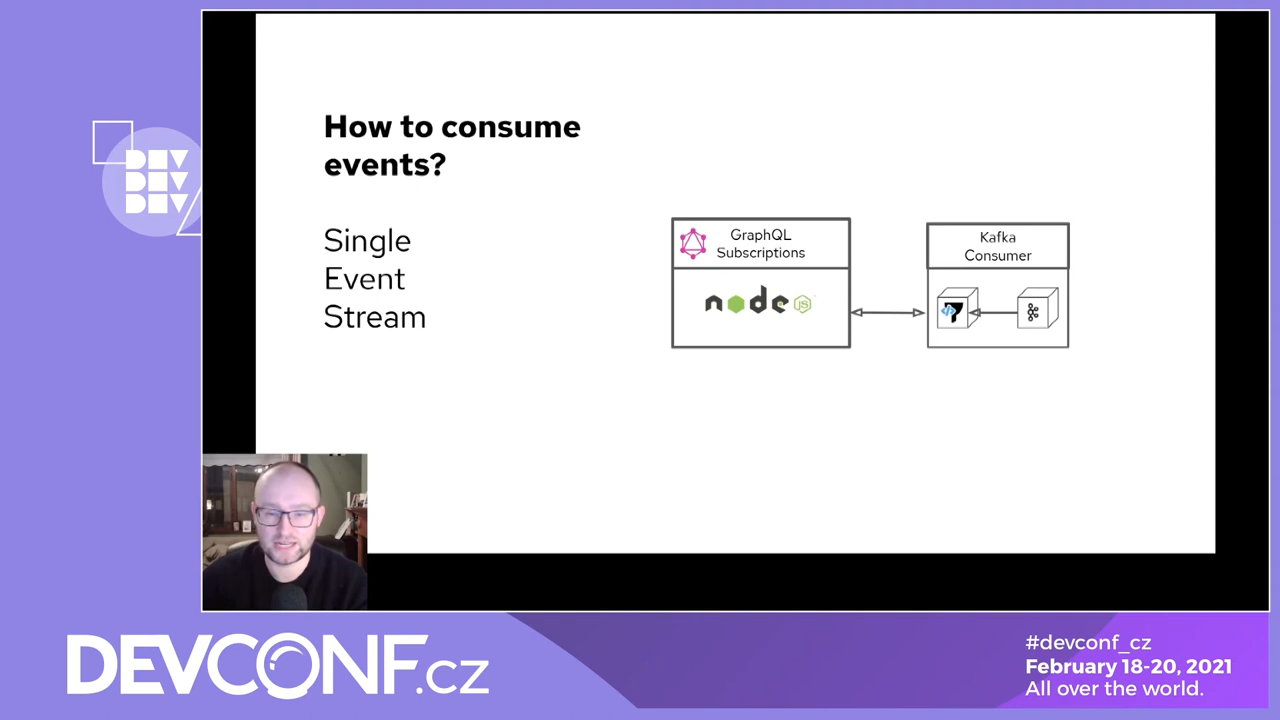 DEV
DEV
DEV
How to consume
events?
Single
Event
Stream
GraphQL
Subscriptions
node
JS
Kafka
Consumer
DEVCONF.cz
#devconf_cz
February 18-20, 2021
All over the world.